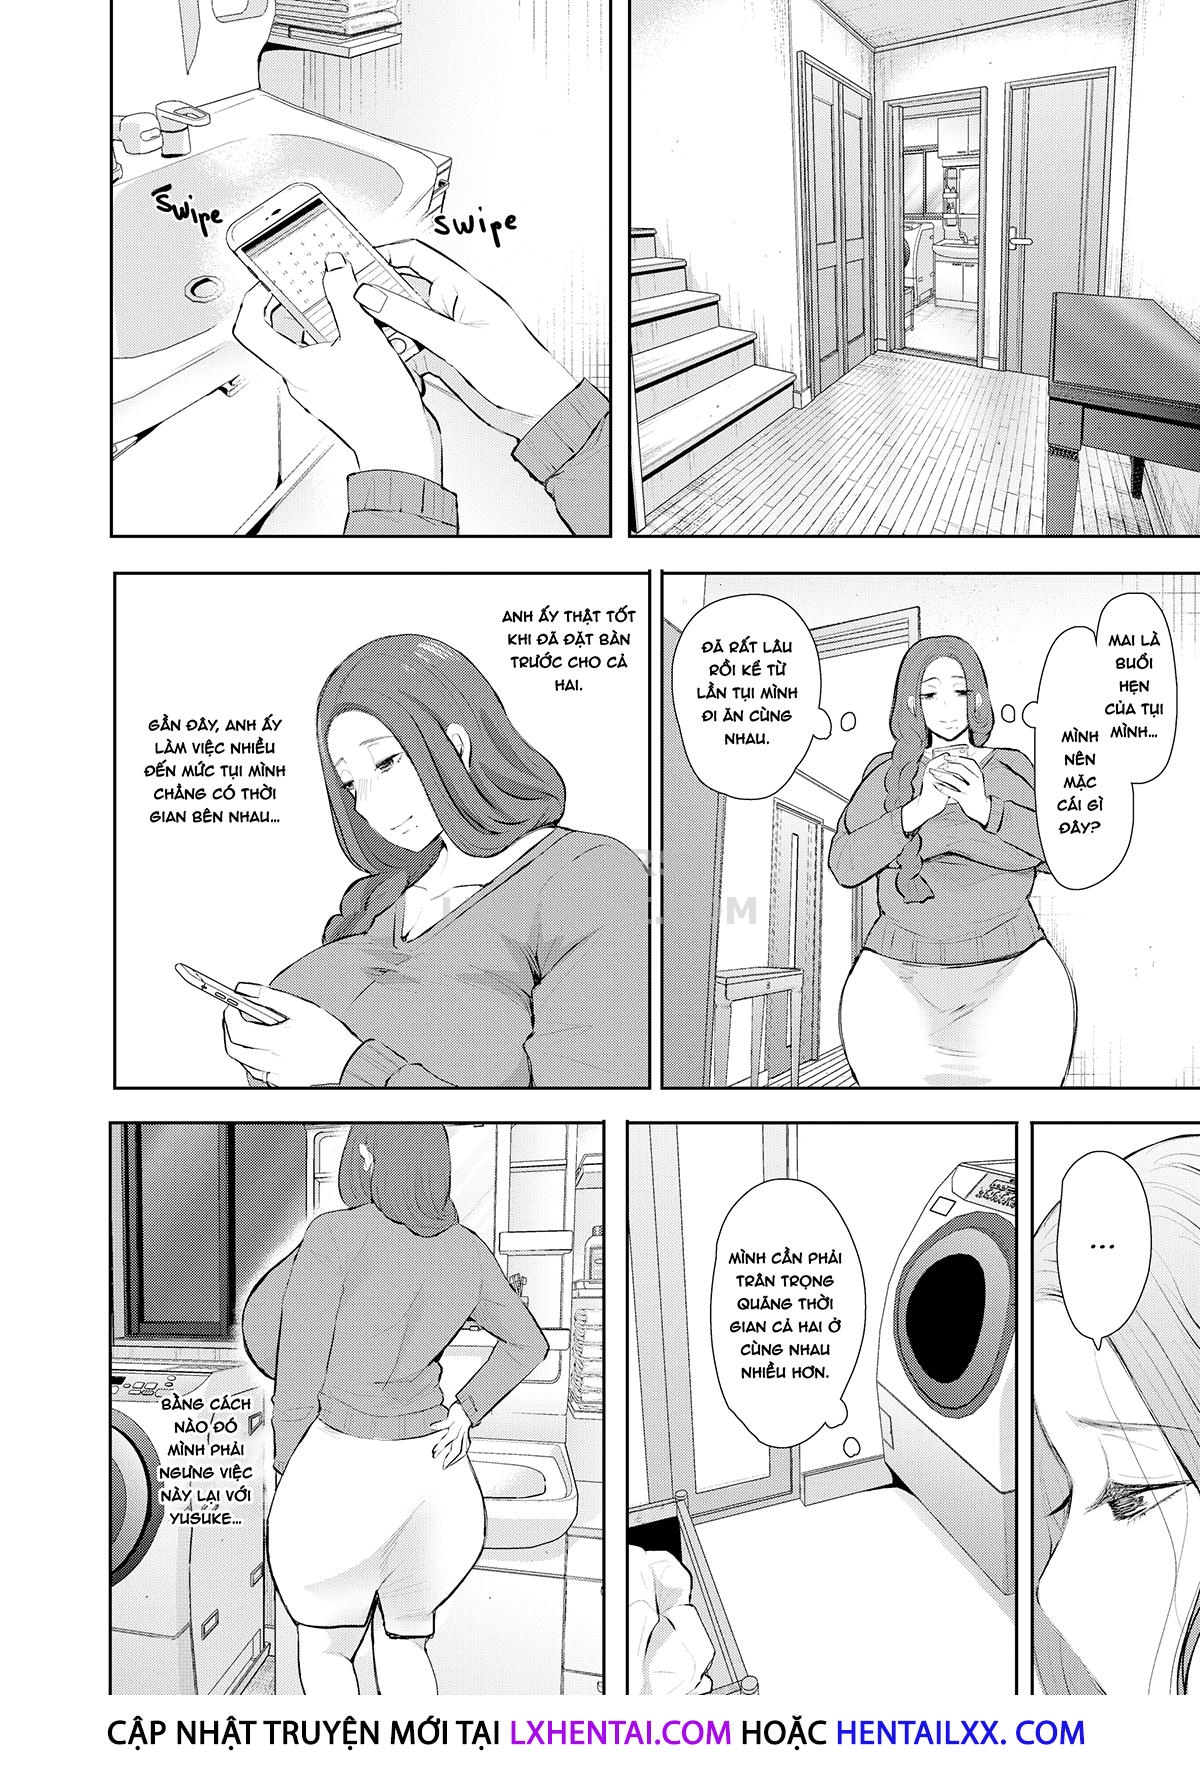 swipe
swipe
MAI LÀ
BUỔI
HẸN
CỦA TỤI
MÌNH...
MÌNH
NÊN
MẶC
CÁI GÌ
ĐÂY?
ĐÃ RẤT LÂU
RỒI KỂ TỪ
LẦN TỤI MÌNH
ĐI ĂN CÙNG
NHAU.
ANH ẤY THẬT TỐT
KHI ĐÃ ĐẶT BÀN
TRƯỚC CHO CẢ
HAI.
GẦN ĐÂY, ANH ẤY
LÀM VIỆC NHIỀU
ĐẾN MỨC TỤI MÌNH
CHẲNG CÓ THỜI
GIAN BÊN NHAU...
...
MÌNH CẦN PHẢI
TRÂN TRỌNG
QUÃNG THỜI
GIAN CẢ HAI Ở
CÙNG NHAU
NHIỀU HƠN.
BẰNG CÁCH
NÀO ĐÓ
MÌNH PHẢI
NGƯNG VIỆC
NÀY LẠI VỚI
YUSUKE...
CẬP NHẬT TRUYỆN MỚI TẠI LXHENTAI.COM HOẶC HENTAILXX. COM